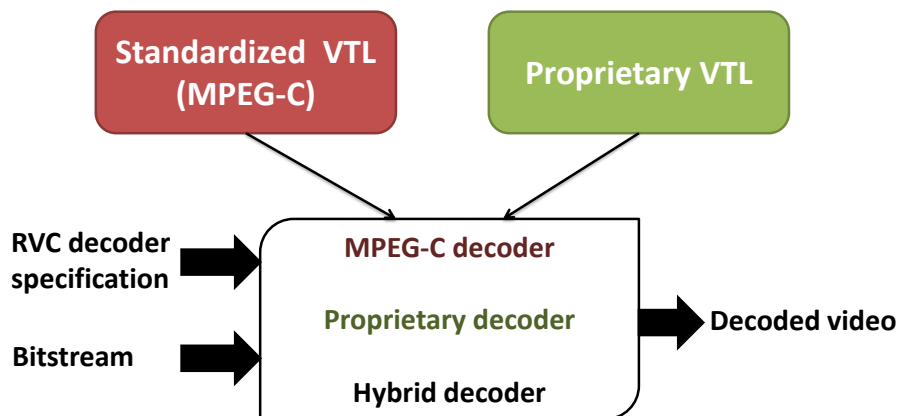 Standardized VTL
(MPEG-C)
Proprietary VTL
RVC decoder
specification
MPEG-C decoder
Proprietary decoder
Decoded video
Bitstream
Hybrid decoder